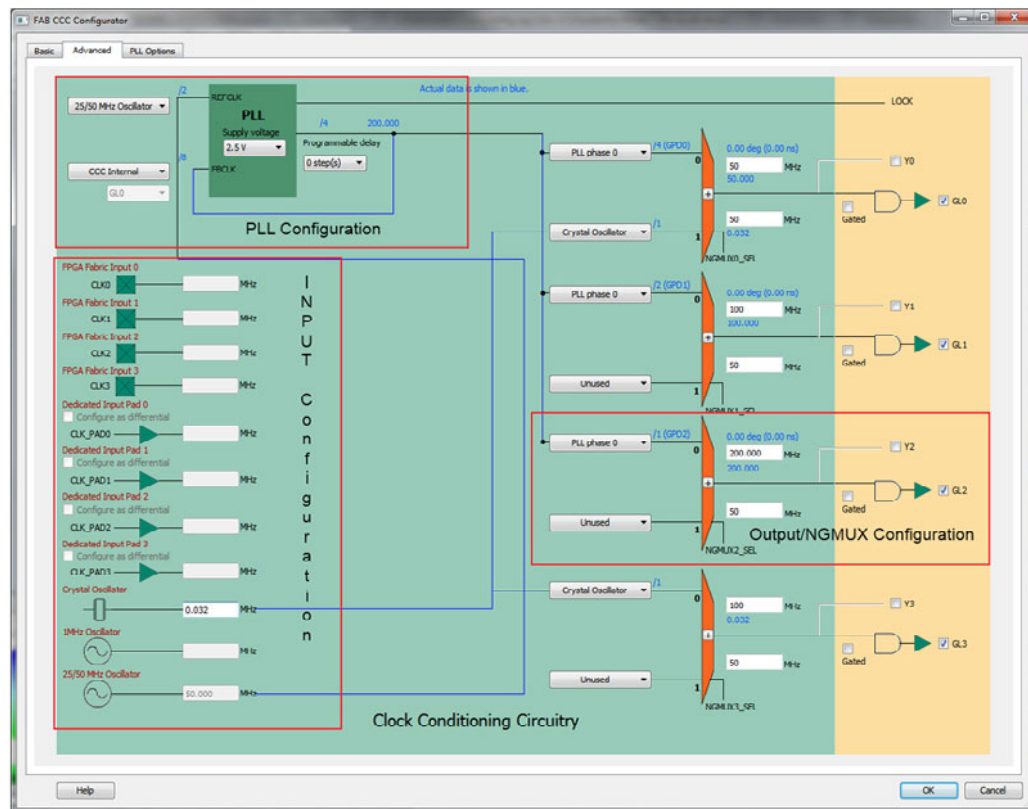 FAB CCC Configurator
Basic
Advanced
PLL Options
Actual data is shown in blue.
25/50 MHz Oscillator
/2
REFCLK
PLL
Supply voltage
2.5 V
/4
200.000
Programmable delay
0 step(s)
LOCK
CCC Internal
GL0
/8
FBCLK
PLL Configuration
PLL phase 0
/4 (GPD0)
0
0.00 deg (0.00 ns)
50
MHz
50.000
Y0
Gated
GL0
50
MHz
0.032
Crystal Oscillator
/1
1
NGMUX0_SEL
FPGA Fabric Input 0
CLK0
MHz
FPGA Fabric Input 1
CLK1
MHz
FPGA Fabric Input 2
CLK2
MHz
FPGA Fabric Input 3
CLK3
MHz
Dedicated Input Pad 0
Configure as differential
CLK_PAD0
MHz
Dedicated Input Pad 1
Configure as differential
CLK_PAD1
MHz
Dedicated Input Pad 2
Configure as differential
CLK_PAD2
MHz
Dedicated Input Pad 3
Configure as differential
CLK_PAD3
MHz
Crystal Oscillator
0.032
MHz
1MHz Oscillator
MHz
25/50 MHz Oscillator
50.000
MHz
INPUT Configuration
PLL phase 0
/2 (GPD1)
0
0.00 deg (0.00 ns)
100
MHz
100.000
Y1
Gated
GL1
50
MHz
Unused
1
NGMUX1_SEL
PLL phase 0
/1 (GPD2)
0
0.00 deg (0.00 ns)
200.000
MHz
200.000
Y2
Gated
GL2
50
MHz
Unused
1
NGMUX2_SEL
Output/NGMUX Configuration
Crystal Oscillator
/1
0
100
MHz
0.032
Y3
Gated
GL3
50
MHz
Unused
1
NGMUX3_SEL
Clock Conditioning Circuitry
Help
OK
Cancel